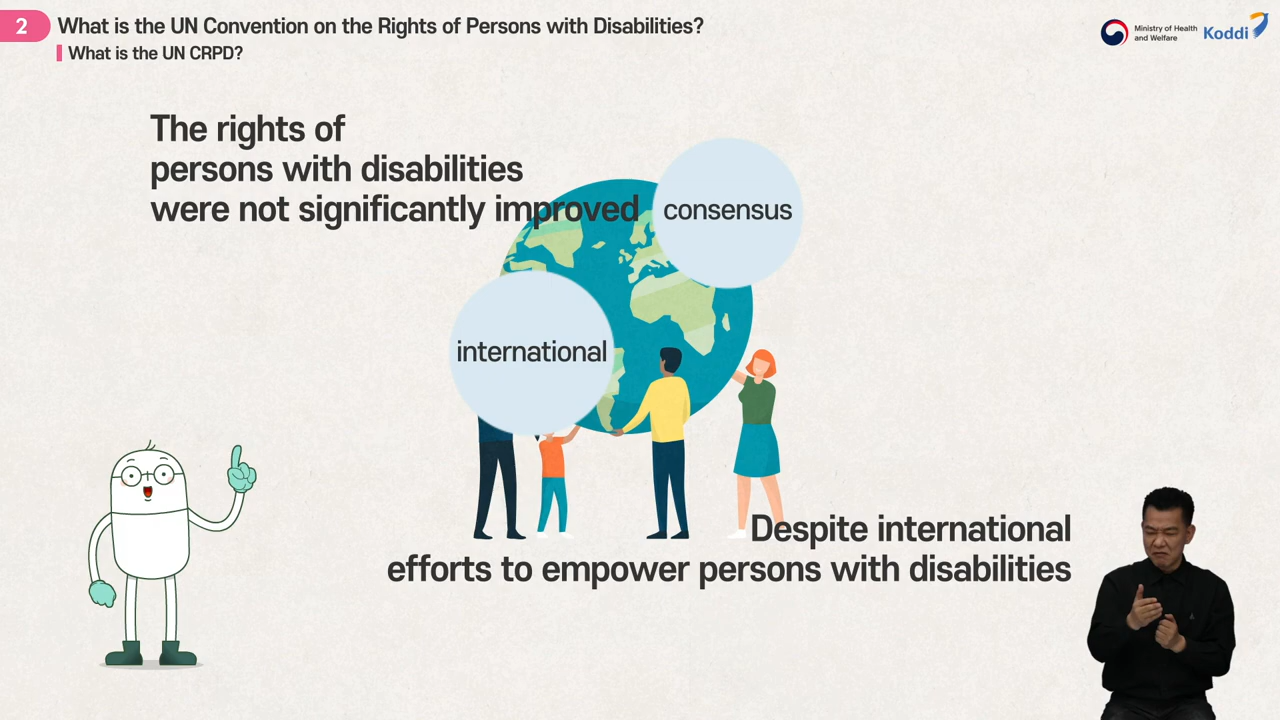 2
What is the UN Convention on the Rights of Persons with Disabilities?
What is the UN CRPD?
Ministry of Health
and Welfare
Koddi
The rights of
persons with disabilities
were not significantly improved
consensus
international
Despite international
efforts to empower persons with disabilities